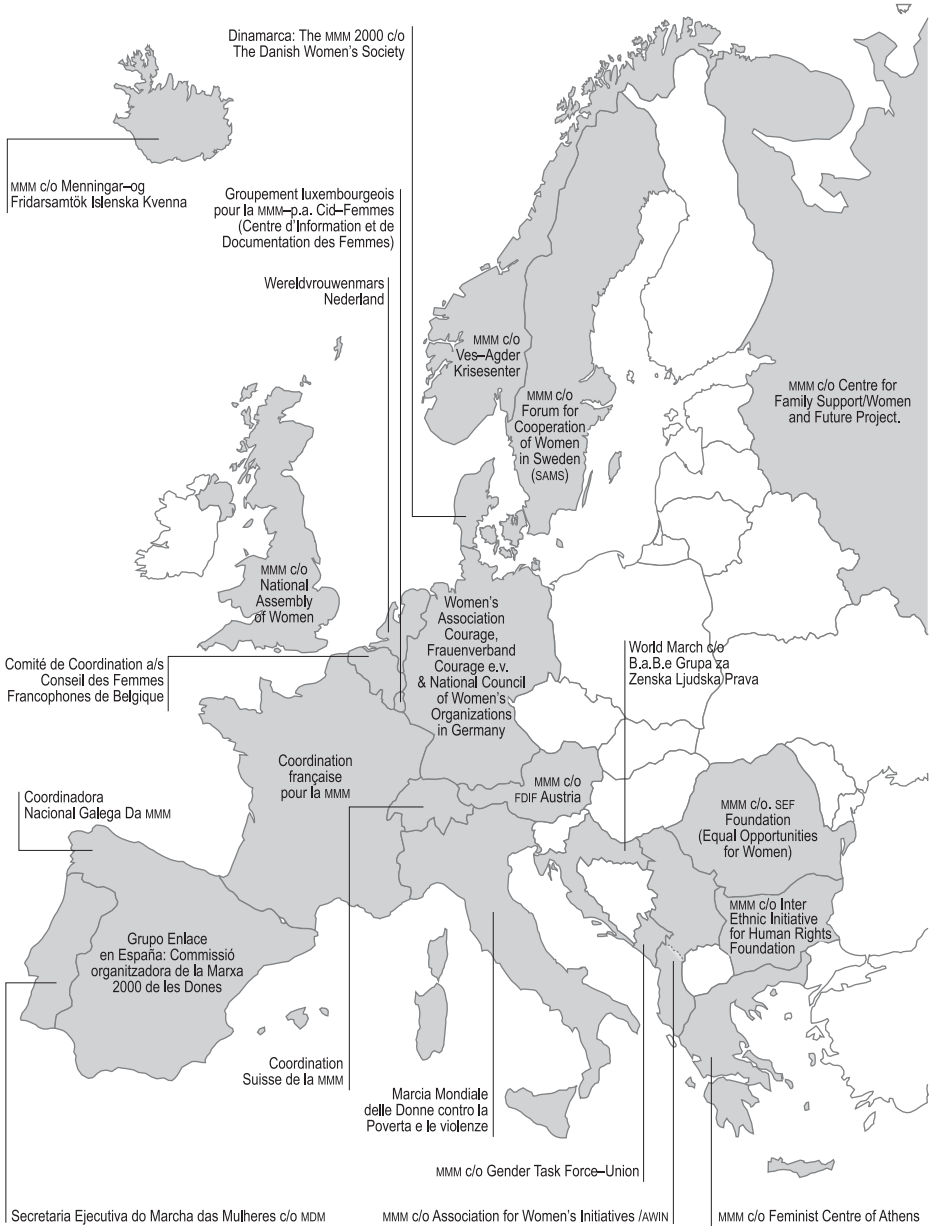 Dinamarca: The MMM 2000 c/o
The Danish Women's Society
MMM c/o Menningar–og
Fridarsamtök Islenska Kvenna
Groupement luxembourgeois
pour la MMM–p.a. Cid–Femmes
(Centre d'Information et de
Documentation des Femmes)
Wereldvrouwenmars
Nederland
MMM c/o
Ves–Agder
Krisesenter
MMM c/o
Forum for
Cooperation
of Women
in Sweden
(SAMS)
MMM c/o Centre for
Family Support/Women
and Future Project.
MMM c/o
National
Assembly
of Women
Women's
Association
Courage,
Frauenverband
Courage e.v.
& National Council
of Women's
Organizations
in Germany
World March c/o
B.a.B.e Grupa za
Zenska Ljudska Prava
Comité de Coordination a/s
Conseil des Femmes
Francophones de Belgique
Coordination
française
pour la MMM
MMM c/o
FDIF Austria
MMM c/o. SEF
Foundation
(Equal Opportunities
for Women)
Coordinadora
Nacional Galega Da MMM
MMM c/o Inter
Ethnic Initiative
for Human Rights
Foundation
Grupo Enlace
en España: Commissió
organitzadora de la Marxa
2000 de les Dones
Coordination
Suisse de la MMM
Marcia Mondiale
delle Donne contro la
Poverta e le violenze
MMM c/o Gender Task Force–Union
Secretaria Ejecutiva do Marcha das Mulheres c/o MDM
MMM c/o Association for Women's Initiatives /AWIN
MMM c/o Feminist Centre of Athens